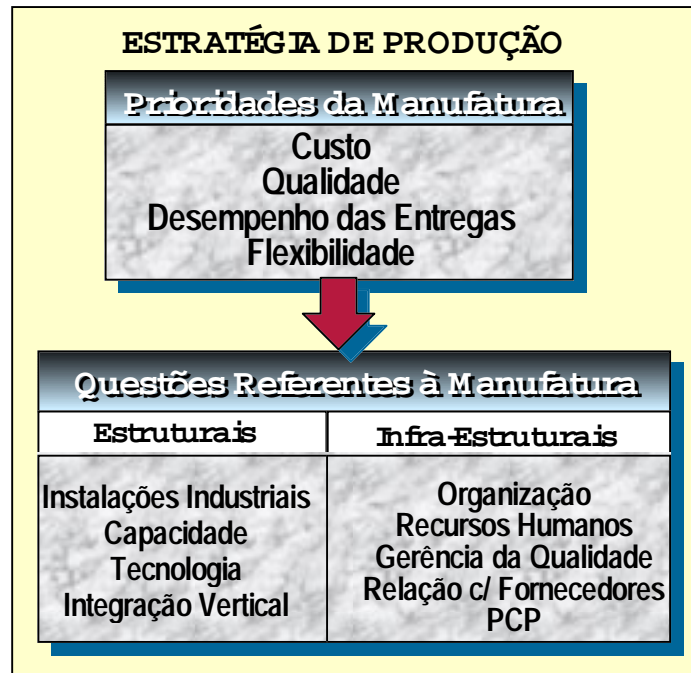 ESTRATÉGIA DE PRODUÇÃO
Prioridades da Manufatura
Custo
Qualidade
Desempenho das Entregas
Flexibilidade
Questões Referentes à Manufatura
Estruturais
Infra-Estruturais
Instalações Industriais
Capacidade
Tecnologia
Integração Vertical
Organização
Recursos Humanos
Gerência da Qualidade
Relação c/ Fornecedores
PCP